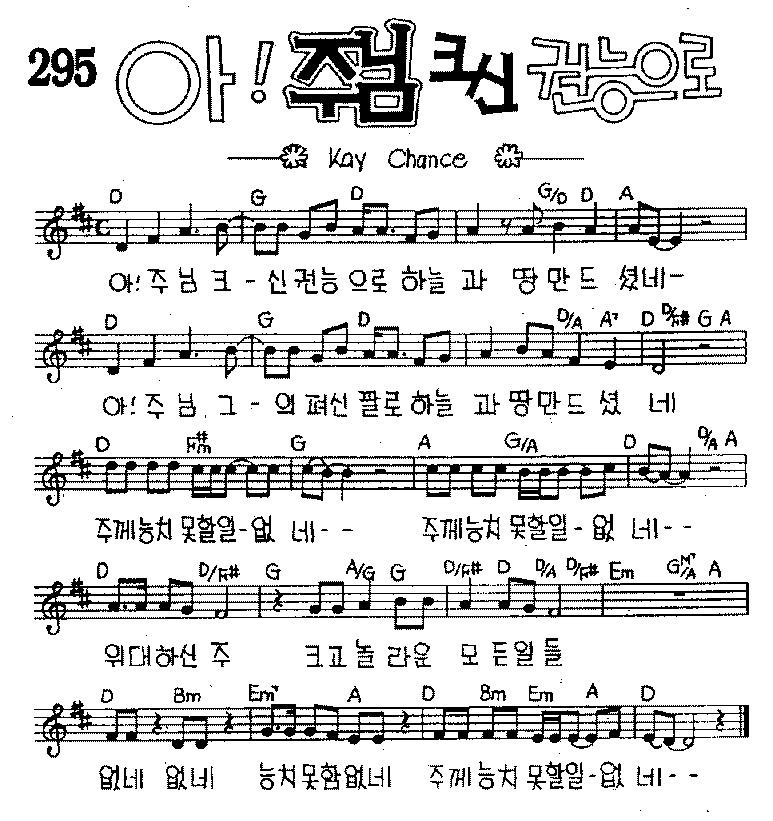 295 아! 주님 크신 권능으로
Kay Chance
D G D G/D D A
아! 주 님 크 - 신 권 능 으로 하늘 과 땅 만 드 셨네 -
D G D D/A A7 D D/F# G A
아! 주 님 그 - 의 펴신 팔로 하늘 과 땅 만 드 셨 네
D F#m G A G/A D D/A A
주께 능치 못할 일 - 없 네 - - 주께 능치 못할 일 - 없 네 - -
D D/F# G A/G G D/F# D D/A D/F# Em GM7/A A
위대하신 주 크고 놀라운 모 든 일 들
D Bm Em7 A D Bm Em A D
없네 없네 능치 못함 없네 주께 능치 못할 일 - 없 네 - -